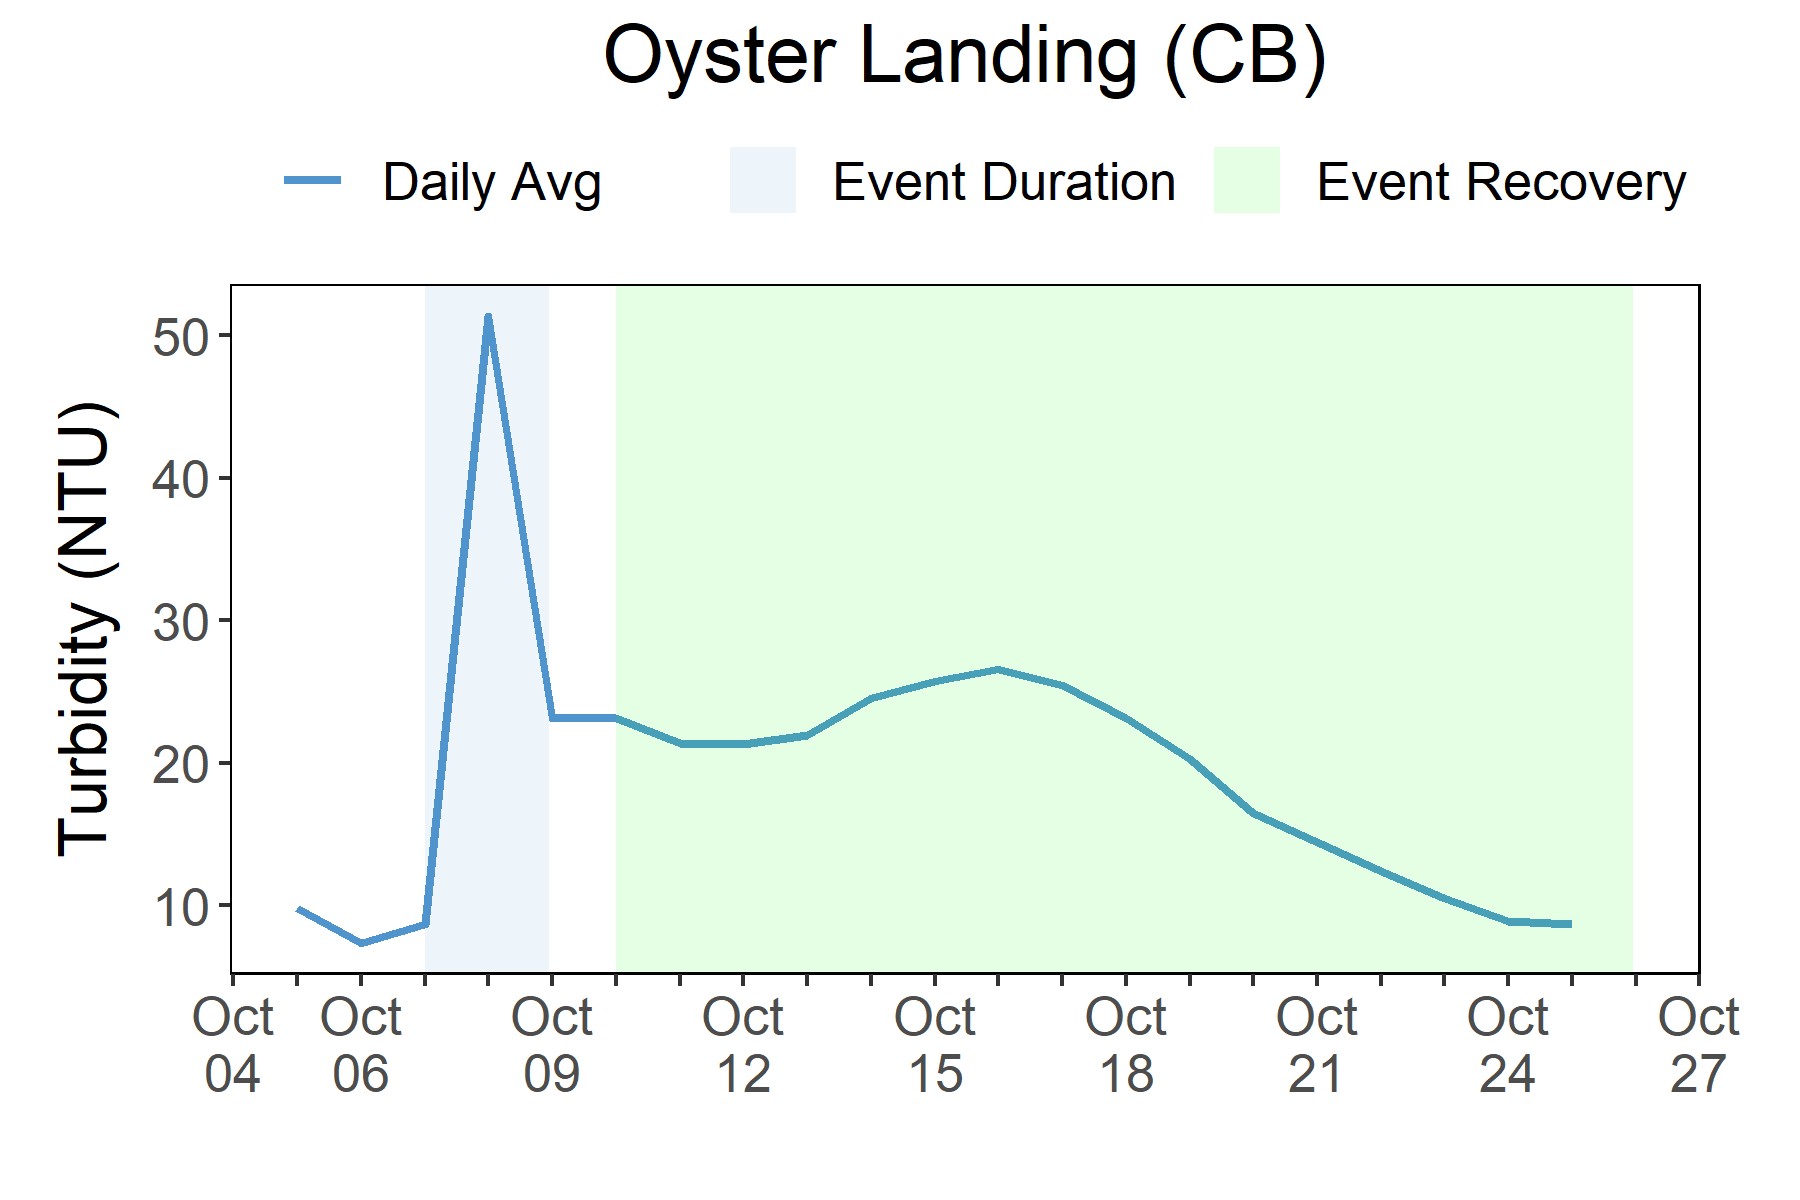 Oyster Landing (CB)
Daily Avg
Event Duration
Event Recovery
Turbidity (NTU)
50
40
30
20
10
Oct 04
Oct 06
Oct 09
Oct 12
Oct 15
Oct 18
Oct 21
Oct 24
Oct 27